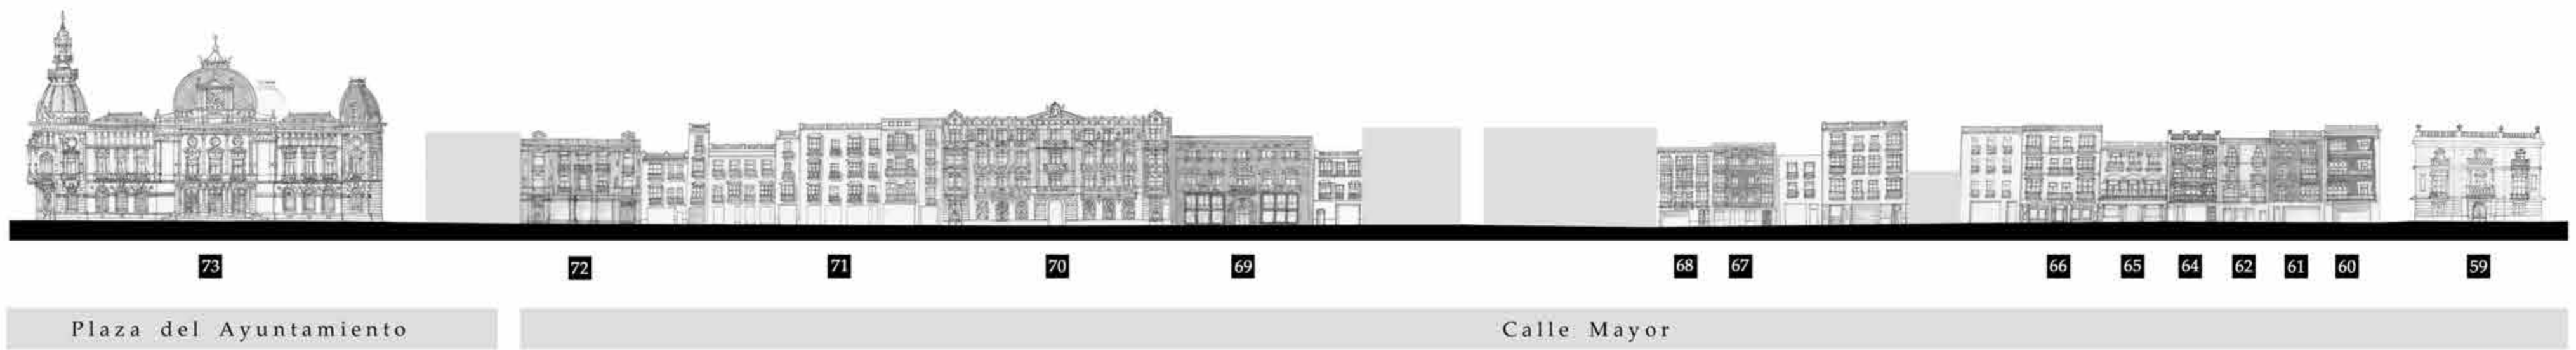 73 72 71 70 69 68 67 66 65 64 62 61 60 59
Plaza del Ayuntamiento
Calle Mayor